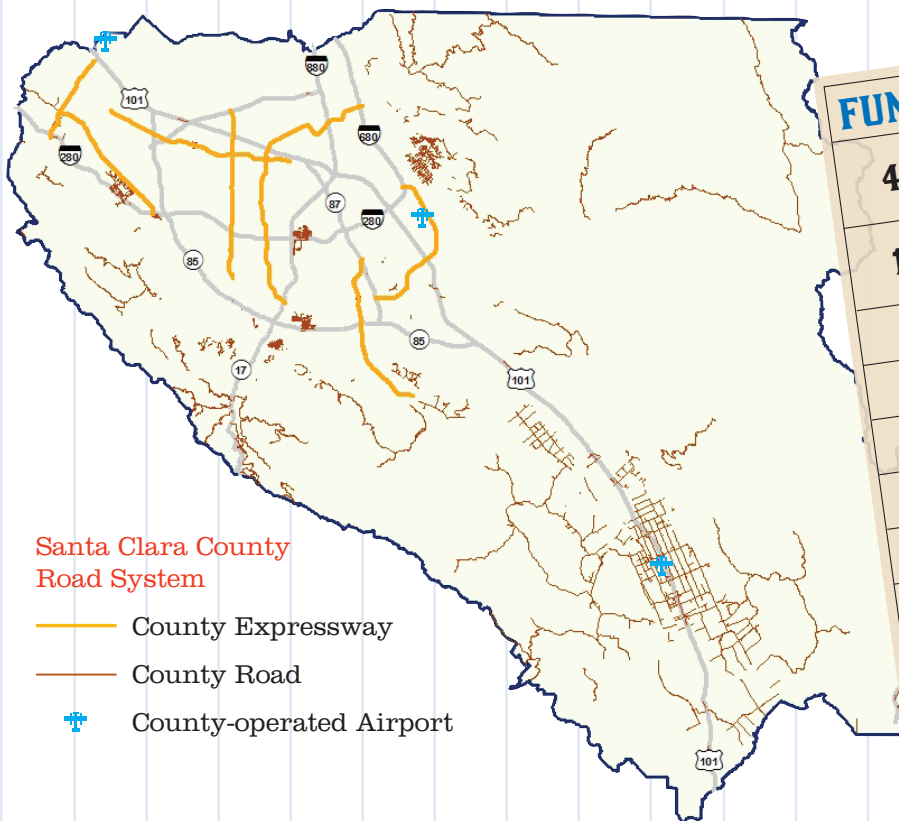 880
101
FUN
4
680
280
1
87
280
85
85
17
101
Santa Clara County
Road System
County Expressway
County Road
County-operated Airport
101